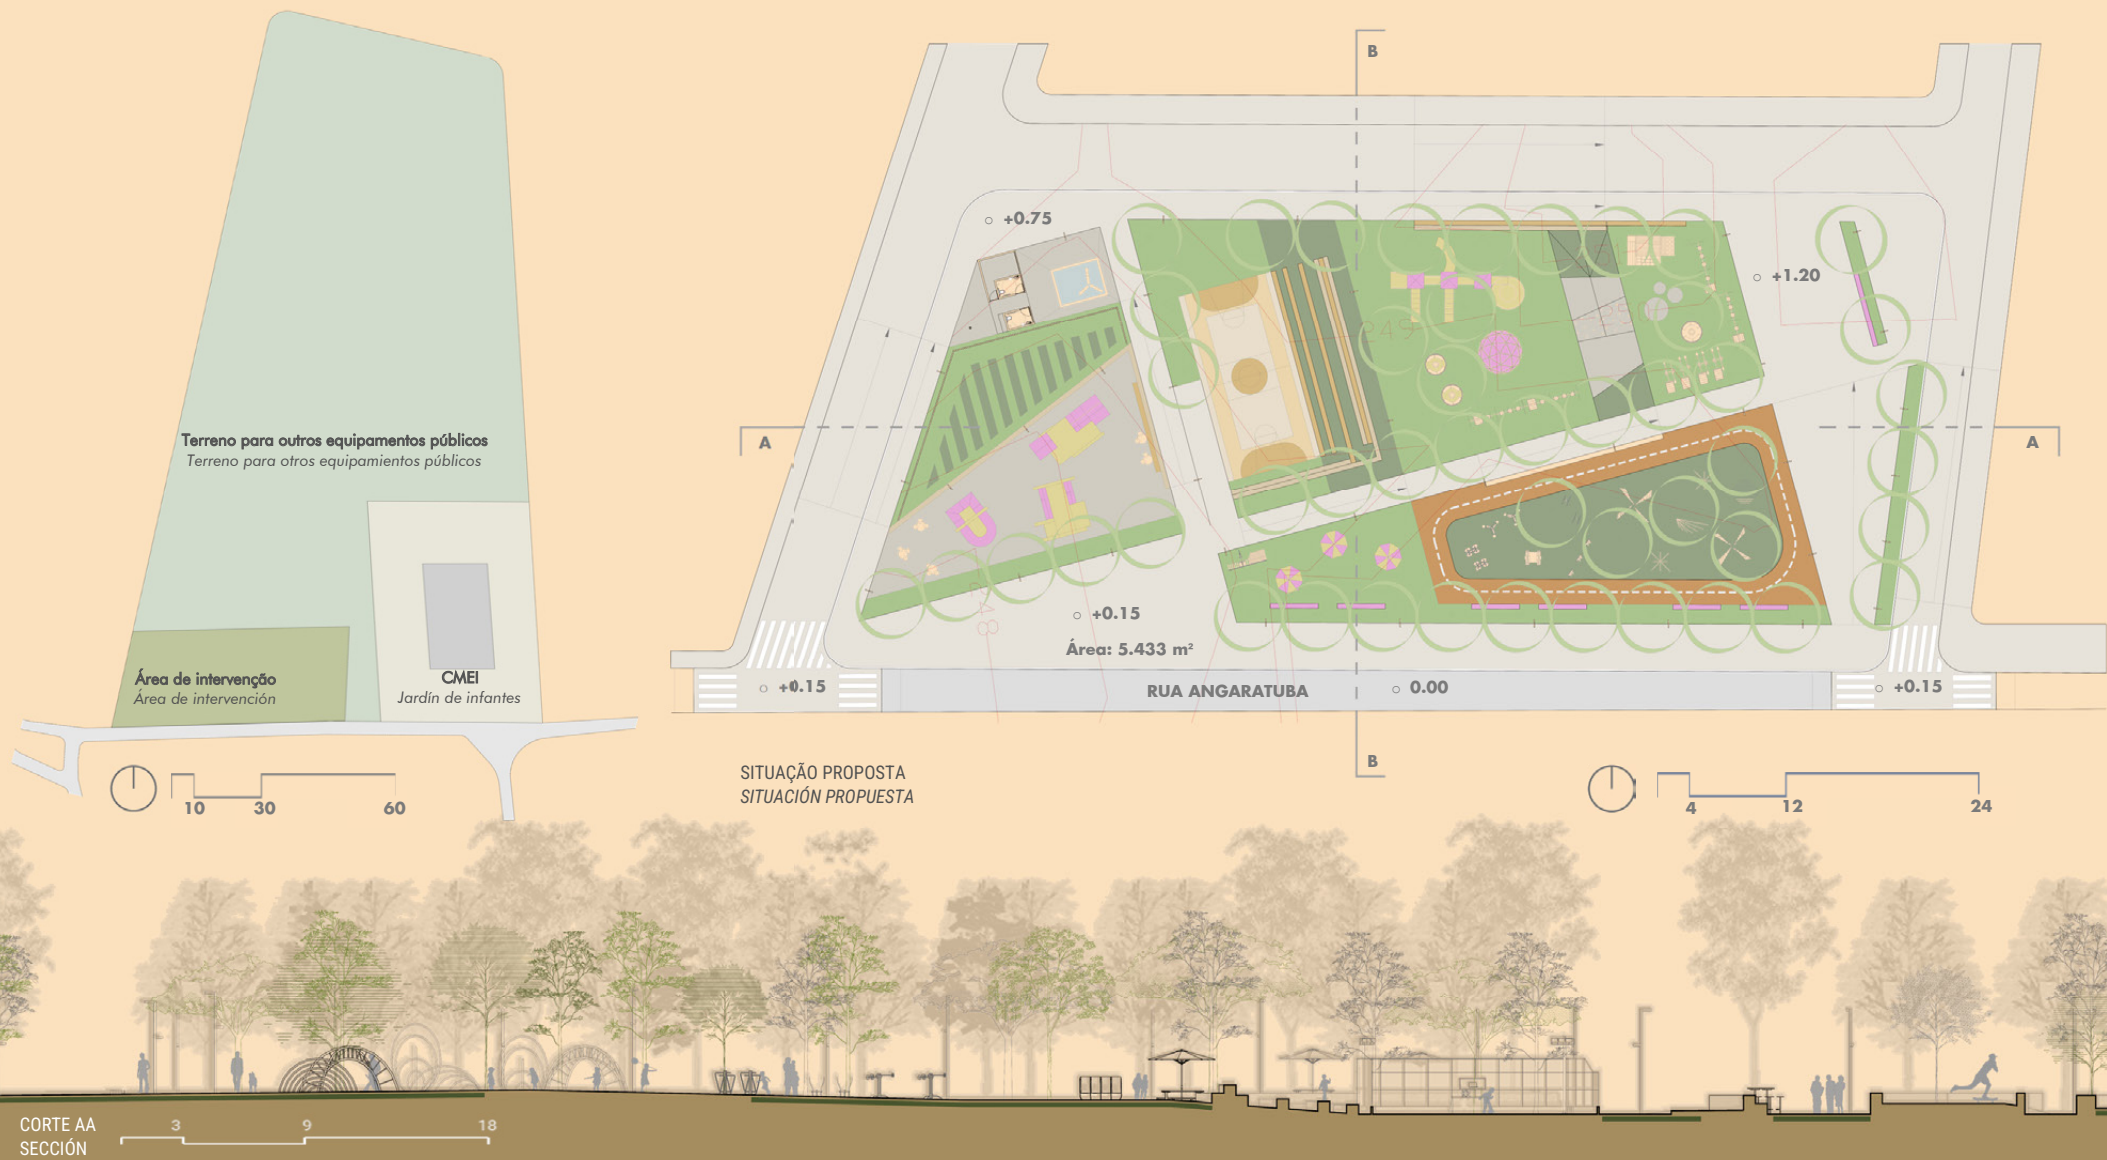 Terreno para outros equipamentos públicos
Terreno para otros equipamientos públicos
Área de intervenção
Área de intervención
CMEI
Jardín de infantes
10 30 60
B
+0.75
+1.20
249
A
A
248
+0.15
Área: 5.433 m²
+0.15
RUA ANGARATUBA
0.00
+0.15
B
SITUAÇÃO PROPOSTA
SITUACIÓN PROPUESTA
4 12 24
CORTE AA
SECCIÓN
3 9 18